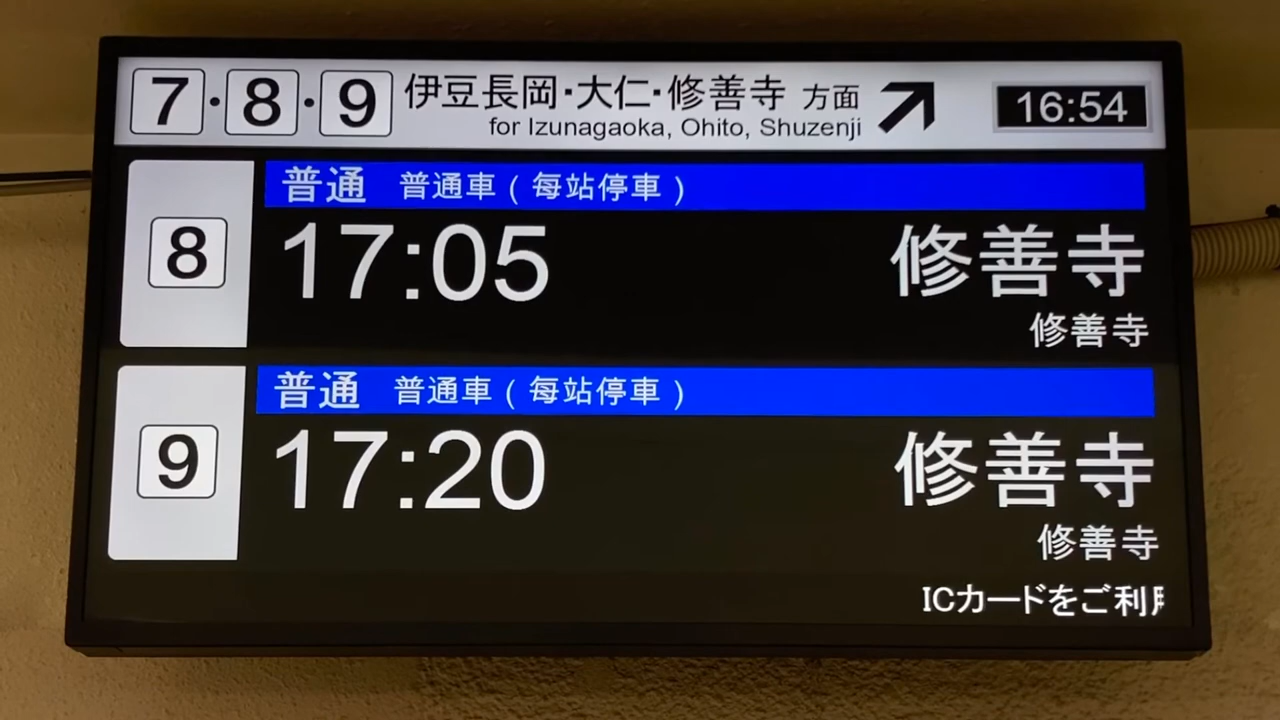 7・8・9 伊豆長岡・大仁・修善寺 方面 16:54
for Izunagaoka, Ohito, Shuzenji
普通 普通車（每站停車）
8 17:05 修善寺
修善寺
普通 普通車（每站停車）
9 17:20 修善寺
修善寺
ICカードをご利